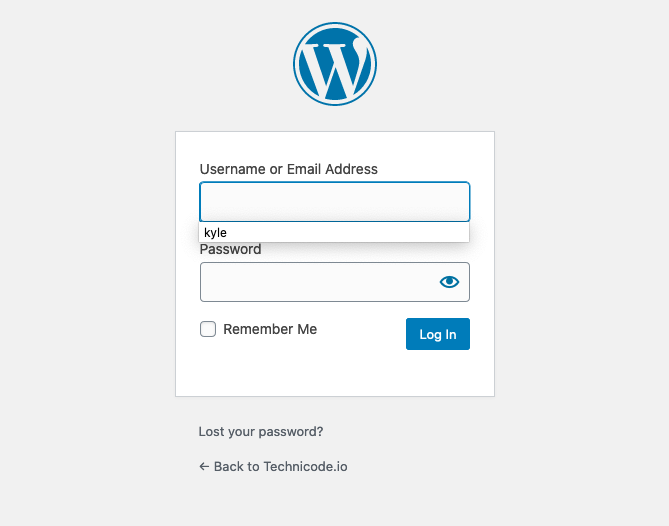 Username or Email Address
kyle
Password
Remember Me
Log In
Lost your password?
← Back to Technicode.io